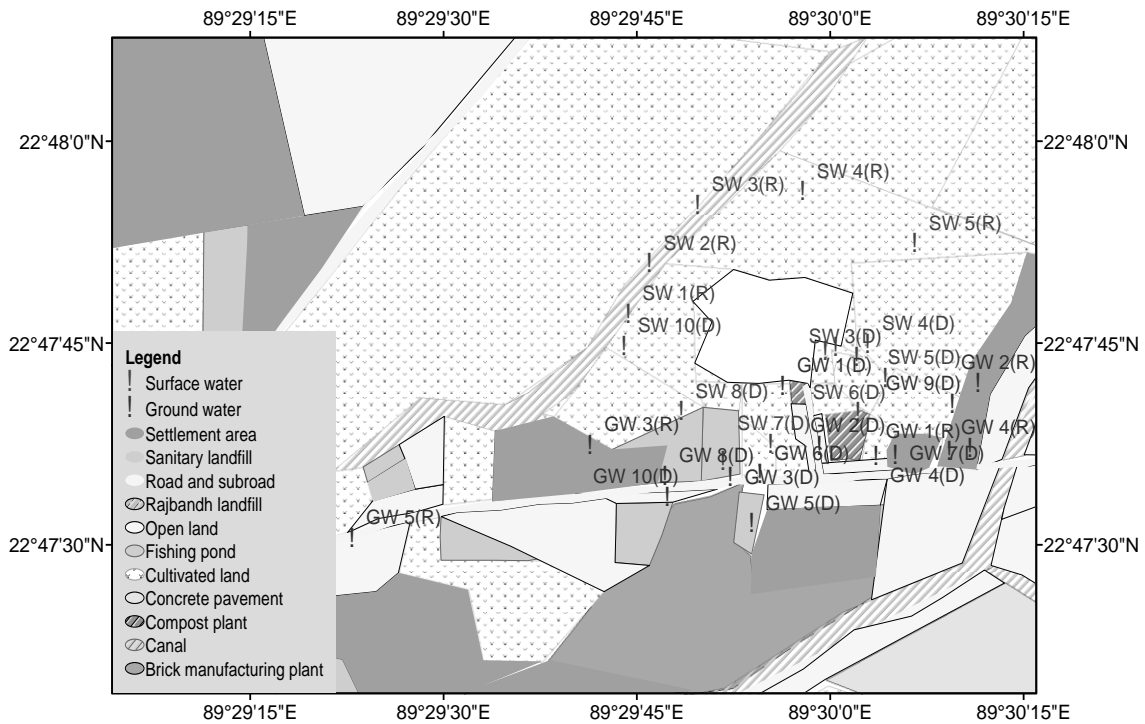 89°29'15"E 89°29'30"E 89°29'45"E 89°30'0"E 89°30'15"E
22°48'0"N 22°48'0"N
SW 4(R)
SW 3(R)
SW 5(R)
SW 2(R)
SW 1(R)
SW 10(D) SW 3(D) SW 4(D)
22°47'45"N 22°47'45"N
GW 1(D) SW 5(D) GW 2(R)
SW 8(D) SW 6(D) GW 9(D)
GW 3(R) SW 7(D) GW 2(D) GW 1(R) GW 4(R)
GW 8(D) GW 6(D) GW 7(D)
GW 10(D) GW 3(D) GW 4(D)
GW 5(R) GW 5(D)
22°47'30"N 22°47'30"N
Legend
Surface water
Ground water
Settlement area
Sanitary landfill
Road and subroad
Rajbandh landfill
Open land
Fishing pond
Cultivated land
Concrete pavement
Compost plant
Canal
Brick manufacturing plant
89°29'15"E 89°29'30"E 89°29'45"E 89°30'0"E 89°30'15"E